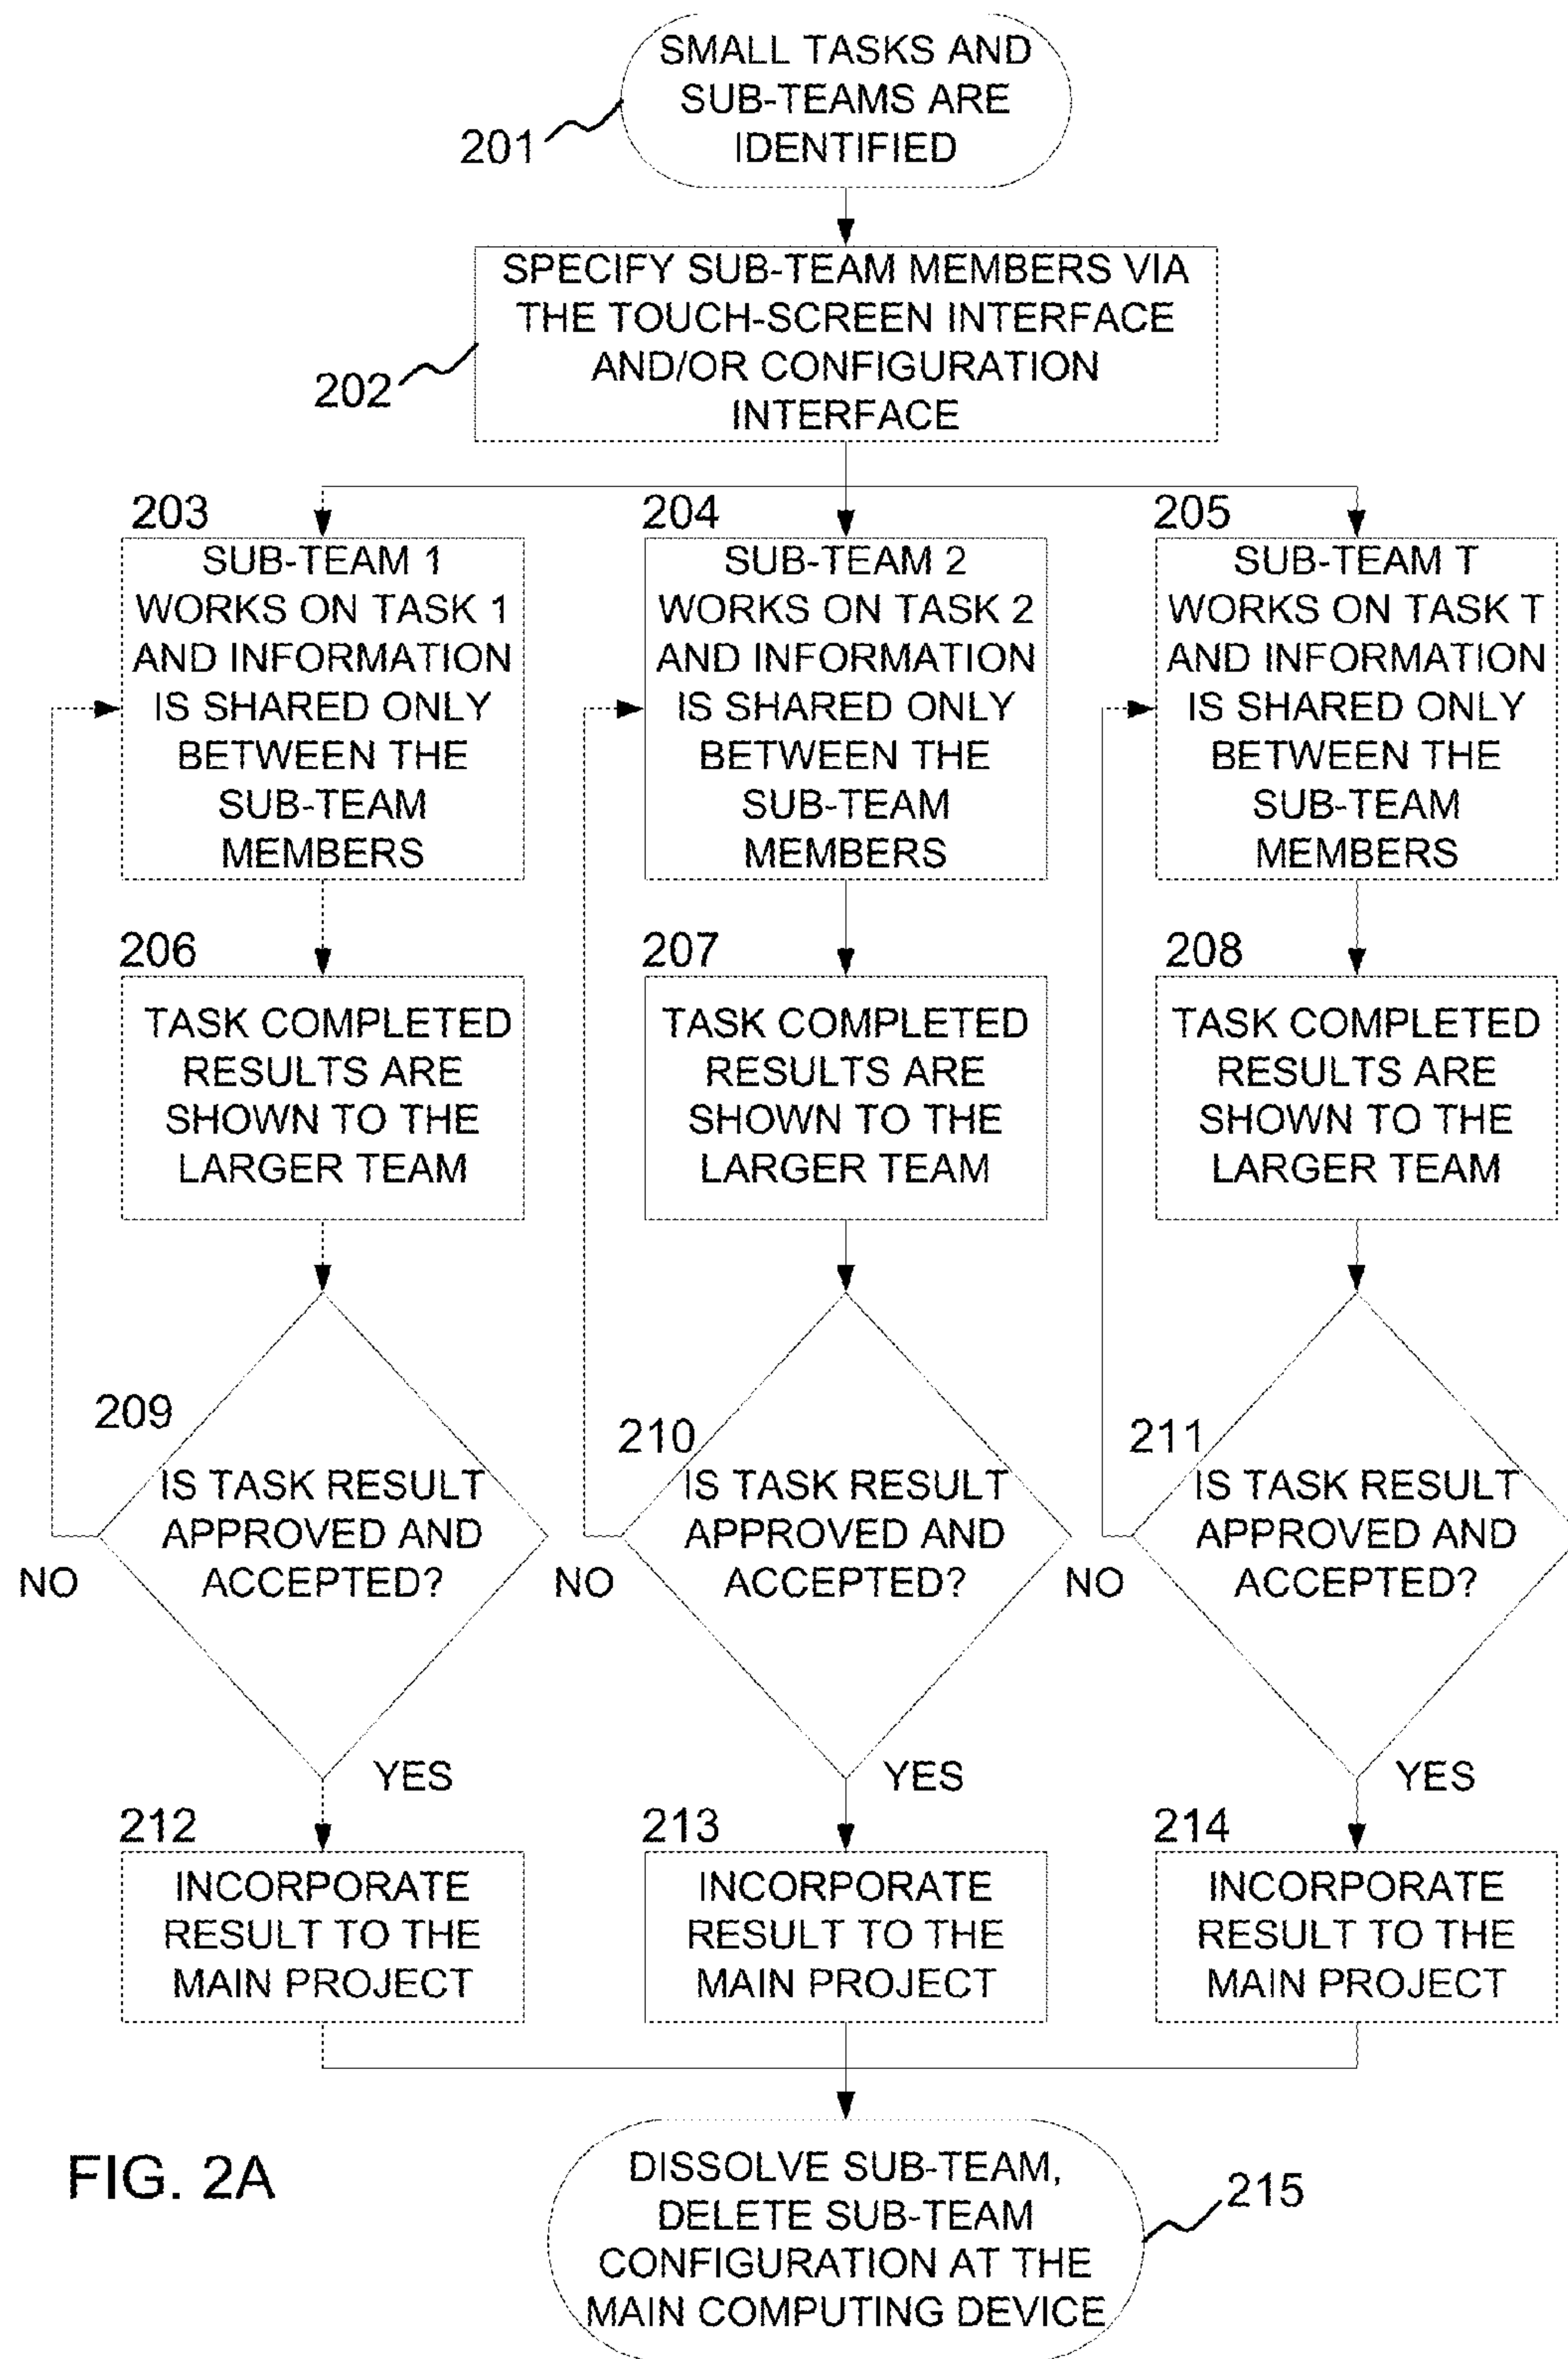 SMALL TASKS AND
SUB-TEAMS ARE
IDENTIFIED
201
SPECIFY SUB-TEAM MEMBERS VIA
THE TOUCH-SCREEN INTERFACE
AND/OR CONFIGURATION
INTERFACE
202
203
SUB-TEAM 1
WORKS ON TASK 1
AND INFORMATION
IS SHARED ONLY
BETWEEN THE
SUB-TEAM
MEMBERS
204
SUB-TEAM 2
WORKS ON TASK 2
AND INFORMATION
IS SHARED ONLY
BETWEEN THE
SUB-TEAM
MEMBERS
205
SUB-TEAM T
WORKS ON TASK T
AND INFORMATION
IS SHARED ONLY
BETWEEN THE
SUB-TEAM
MEMBERS
206
TASK COMPLETED
RESULTS ARE
SHOWN TO THE
LARGER TEAM
207
TASK COMPLETED
RESULTS ARE
SHOWN TO THE
LARGER TEAM
208
TASK COMPLETED
RESULTS ARE
SHOWN TO THE
LARGER TEAM
209
IS TASK RESULT
APPROVED AND
ACCEPTED?
NO
YES
210
IS TASK RESULT
APPROVED AND
ACCEPTED?
NO
YES
211
IS TASK RESULT
APPROVED AND
ACCEPTED?
NO
YES
212
INCORPORATE
RESULT TO THE
MAIN PROJECT
213
INCORPORATE
RESULT TO THE
MAIN PROJECT
214
INCORPORATE
RESULT TO THE
MAIN PROJECT
DISSOLVE SUB-TEAM,
DELETE SUB-TEAM
CONFIGURATION AT THE
MAIN COMPUTING DEVICE
215
FIG. 2A